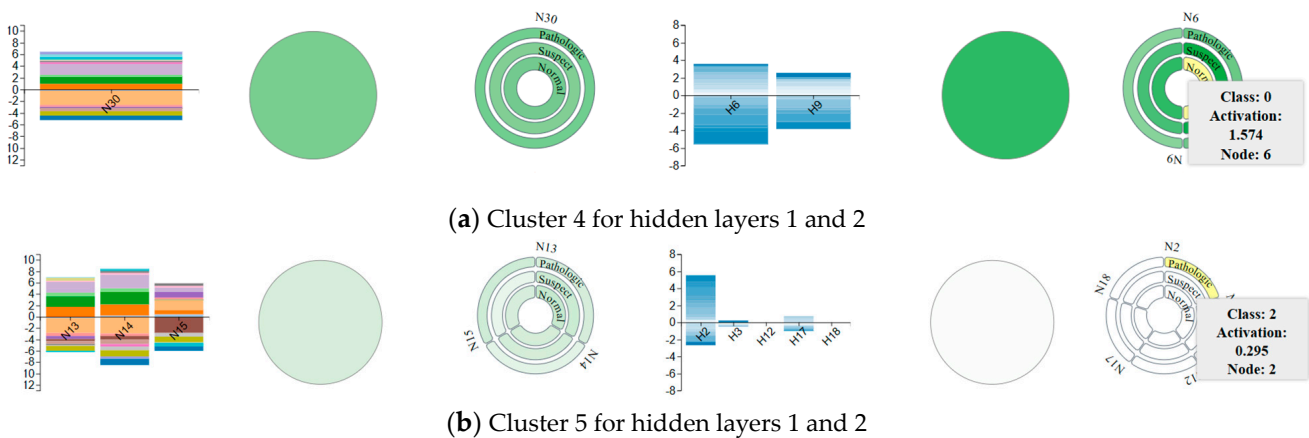 10
8
6
4
2
0
2
4
6
8
10
12
N30
N30
Pathologic
Suspect
Normal
8
6
4
2
0
-2
-4
-6
-8
H6
H9
N6
Pathologic
Suspect
N9
Class: 0
Activation:
1.574
Node: 6
(a) Cluster 4 for hidden layers 1 and 2
10
8
6
4
2
0
2
4
6
8
10
12
N13
N14
N15
N13
Pathologic
Suspect
Normal
N15
N14
8
6
4
2
0
-2
-4
-6
-8
H2
H3
H12
H17
H18
N2
Pathologic
Suspect
Normal
N18
N17
Class: 2
Activation:
0.295
Node: 2
(b) Cluster 5 for hidden layers 1 and 2